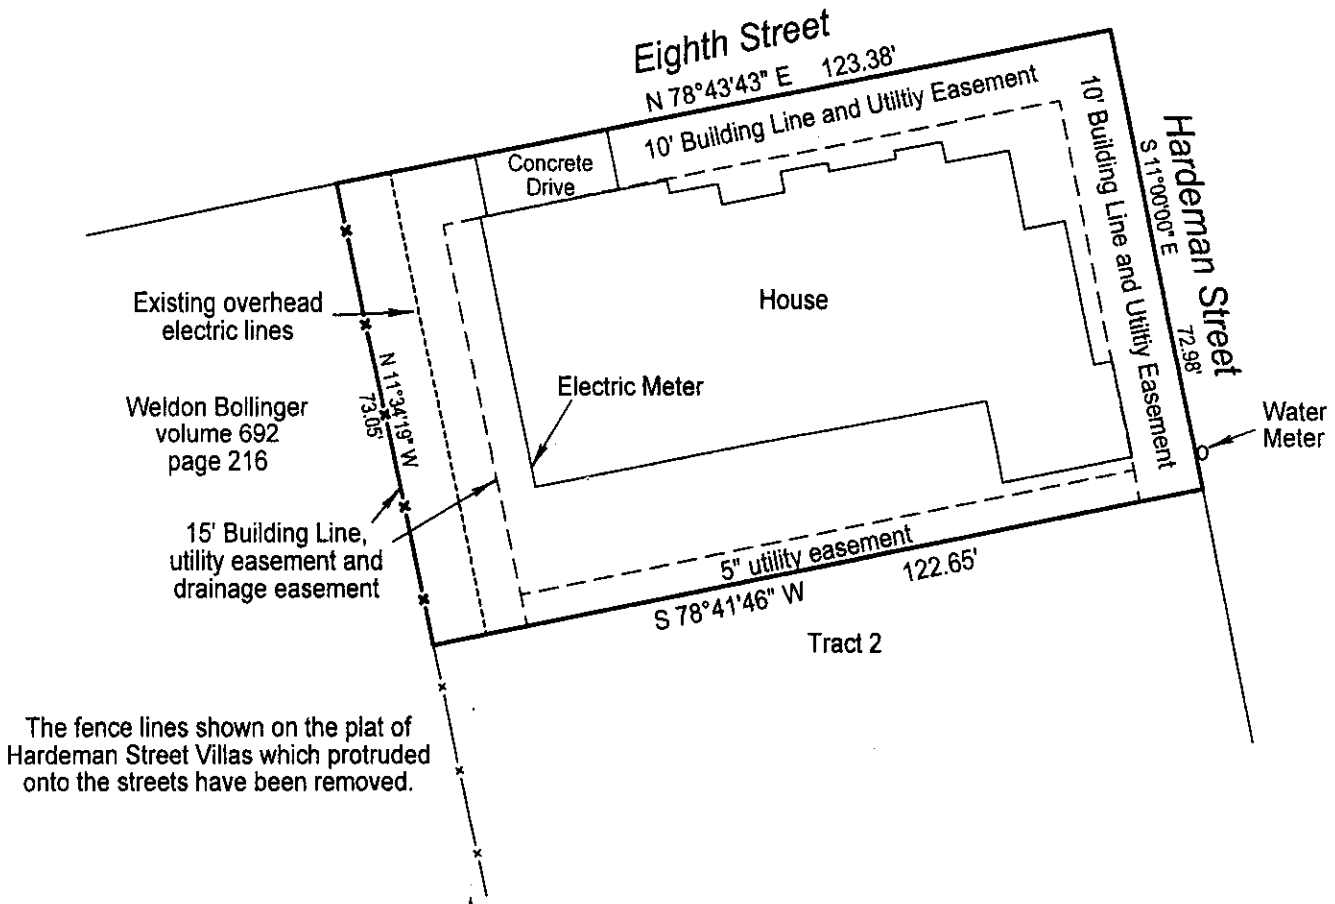 Eighth Street
N 78°43'43" E 123.38'
10' Building Line and Utiltiy Easement
Concrete
Drive
10' Building Line and Utiltiy Easement
Hardeman Street
S 11°00'00" E
72.98'
House
Existing overhead
electric lines
N 11°34'19" W
73.05'
Electric Meter
Weldon Bollinger
volume 692
page 216
Water
Meter
15' Building Line,
utility easement and
drainage easement
5" utility easement
S 78°41'46" W 122.65'
Tract 2
The fence lines shown on the plat of
Hardeman Street Villas which protruded
onto the streets have been removed.